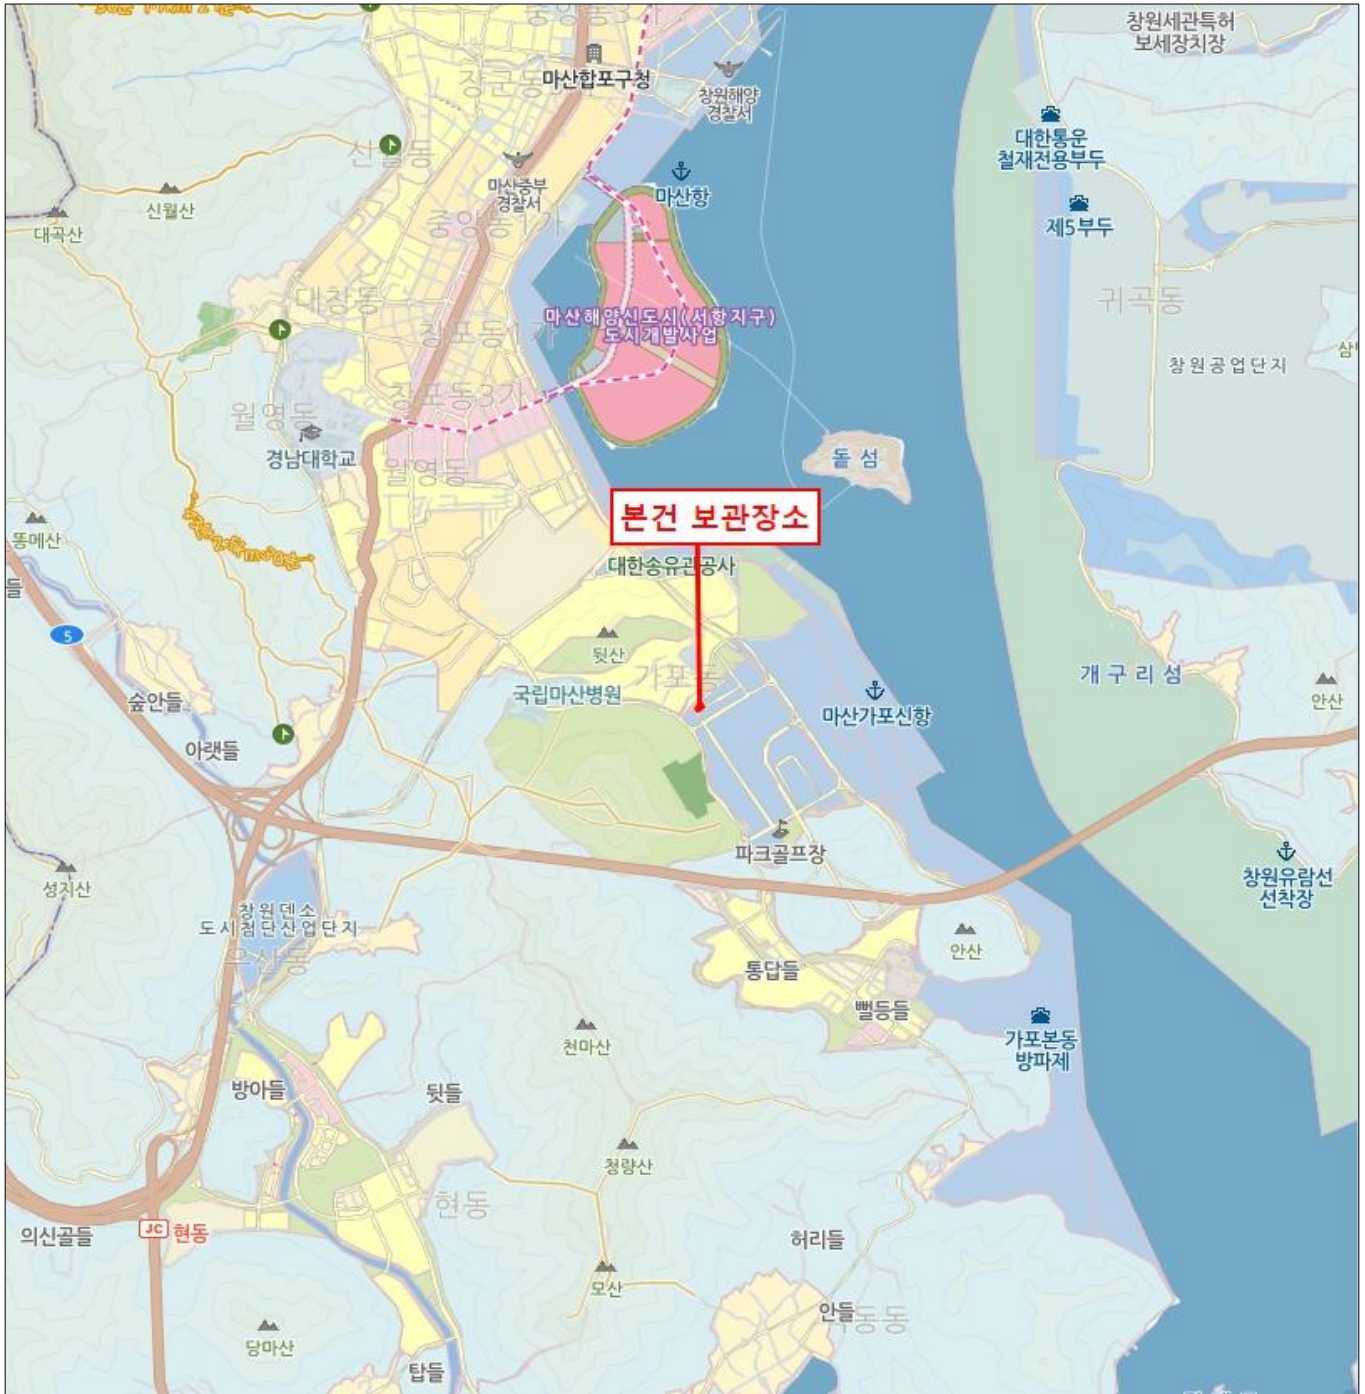 창원세관특허
보세장치장
장군동
마산합포구청
창원해양
경찰서
대한통운
철재전용부두
신월동
마산중부
경찰서
마산항
신월산
대곡산
중앙동1가
제5부두
대창동
귀곡동
마산해양신도시(서항지구)
도시개발사업
창포동1가
창원공업단지
장포동3가
월영동
경남대학교
월영동
돝섬
본건 보관장소
똥메산
대한송유관공사
들
5
뒷산
가포동
개구리섬
국립마산병원
숲안들
마산가포신항
안산
아랫들
파크골프장
성지산
창원유람선
선착장
창원덴소
도시첨단산업단지
우산동
안산
통답들
뻘등들
천마산
가포본동
방파제
방아들
뒷들
청량산
현동
의신골들
JC 현동
허리들
모산
안들
당마산
탑들